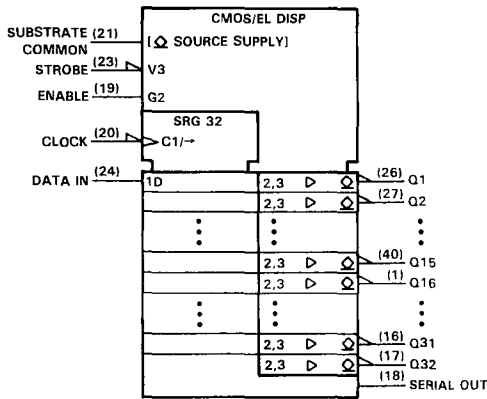 CMOS/EL DISP
SUBSTRATE COMMON (21) [ SOURCE SUPPLY]
STROBE (23) V3
ENABLE (19) G2
SRG 32
CLOCK (20) C1/→
DATA IN (24) 1D 2,3 (26) Q1
2,3 (27) Q2
2,3 (40) Q15
2,3 (1) Q16
2,3 (16) Q31
2,3 (17) Q32
(18) SERIAL OUT